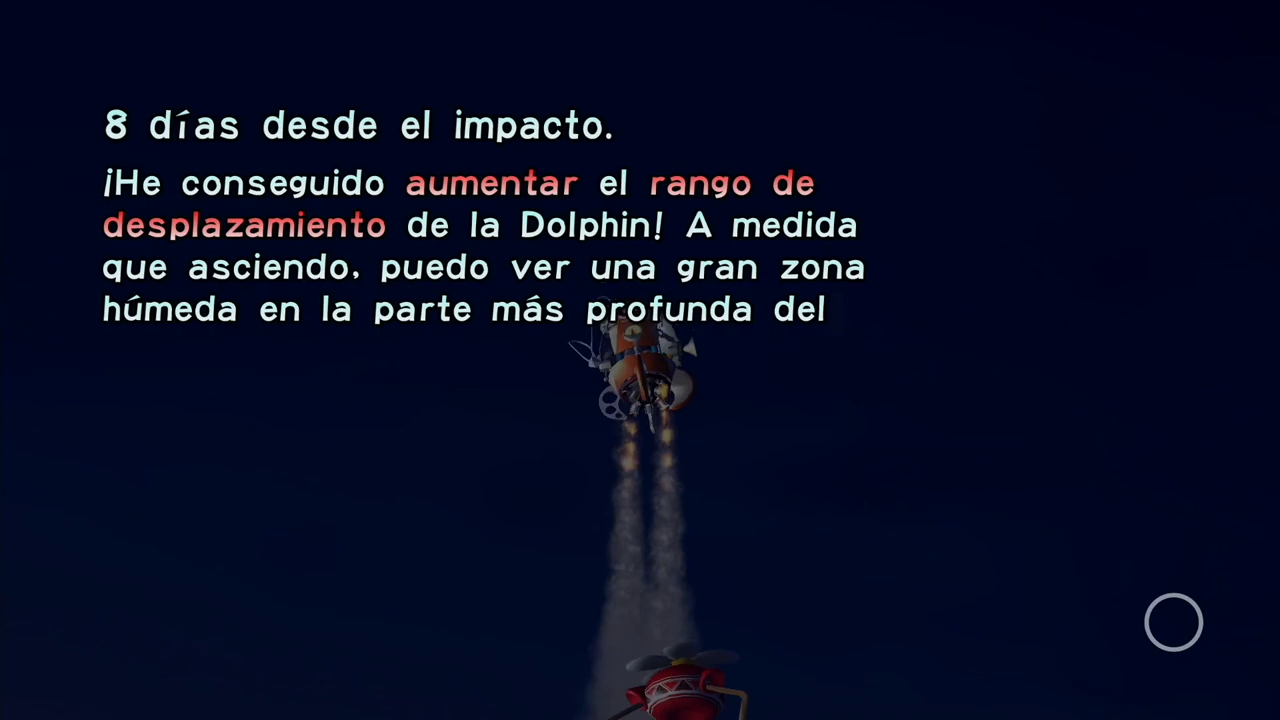 8 días desde el impacto.
¡He conseguido aumentar el rango de
desplazamiento de la Dolphin! A medida
que asciendo, puedo ver una gran zona
húmeda en la parte más profunda del